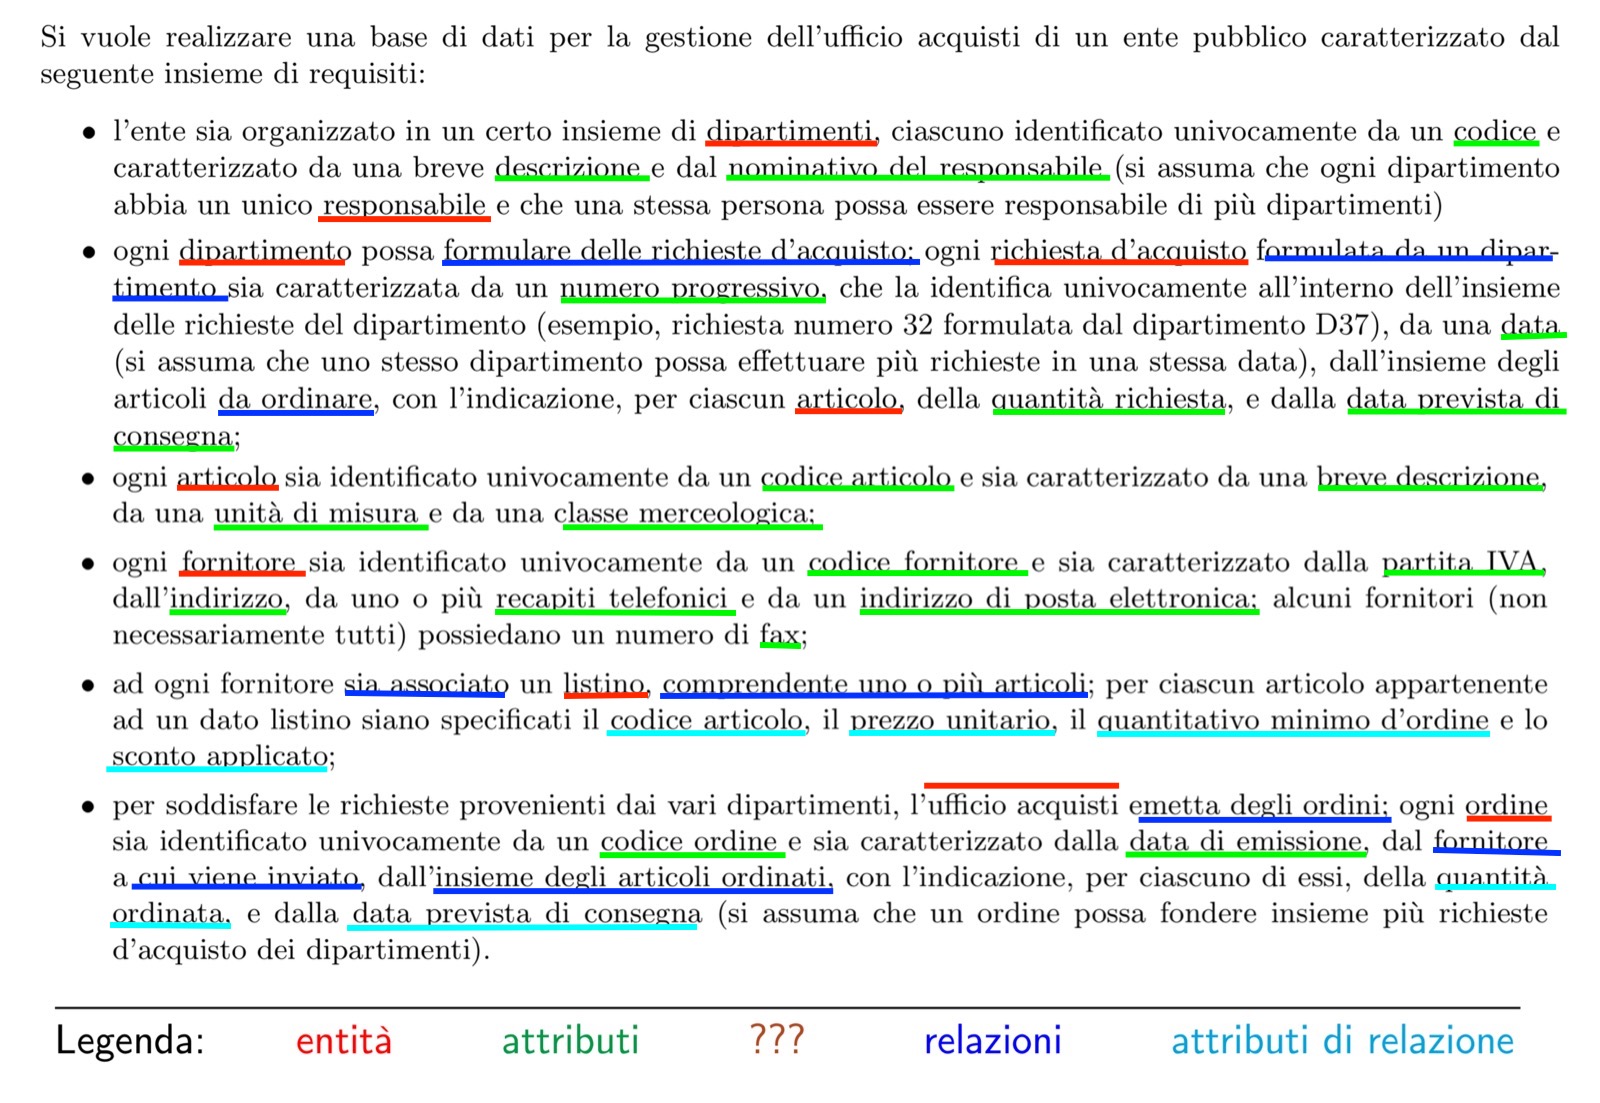 Si vuole realizzare una base di dati per la gestione dell'ufficio acquisti di un ente pubblico caratterizzato dal
seguente insieme di requisiti:
• l'ente sia organizzato in un certo insieme di dipartimenti, ciascuno identificato univocamente da un codice e
caratterizzato da una breve descrizione e dal nominativo del responsabile (si assuma che ogni dipartimento
abbia un unico responsabile e che una stessa persona possa essere responsabile di più dipartimenti)
• ogni dipartimento possa formulare delle richieste d'acquisto; ogni richiesta d'acquisto formulata da un dipar-
timento sia caratterizzata da un numero progressivo, che la identifica univocamente all'interno dell'insieme
delle richieste del dipartimento (esempio, richiesta numero 32 formulata dal dipartimento D37), da una data
(si assuma che uno stesso dipartimento possa effettuare più richieste in una stessa data), dall'insieme degli
articoli da ordinare, con l'indicazione, per ciascun articolo, della quantità richiesta, e dalla data prevista di
consegna;
• ogni articolo sia identificato univocamente da un codice articolo e sia caratterizzato da una breve descrizione,
da una unità di misura e da una classe merceologica;
• ogni fornitore sia identificato univocamente da un codice fornitore e sia caratterizzato dalla partita IVA,
dall'indirizzo, da uno o più recapiti telefonici e da un indirizzo di posta elettronica; alcuni fornitori (non
necessariamente tutti) possiedano un numero di fax;
• ad ogni fornitore sia associato un listino, comprendente uno o più articoli; per ciascun articolo appartenente
ad un dato listino siano specificati il codice articolo, il prezzo unitario, il quantitativo minimo d'ordine e lo
sconto applicato;
• per soddisfare le richieste provenienti dai vari dipartimenti, l'ufficio acquisti emetta degli ordini; ogni ordine
sia identificato univocamente da un codice ordine e sia caratterizzato dalla data di emissione, dal fornitore
a cui viene inviato, dall'insieme degli articoli ordinati, con l'indicazione, per ciascuno di essi, della quantità
ordinata, e dalla data prevista di consegna (si assuma che un ordine possa fondere insieme più richieste
d'acquisto dei dipartimenti).
Legenda: entità attributi ??? relazioni attributi di relazione